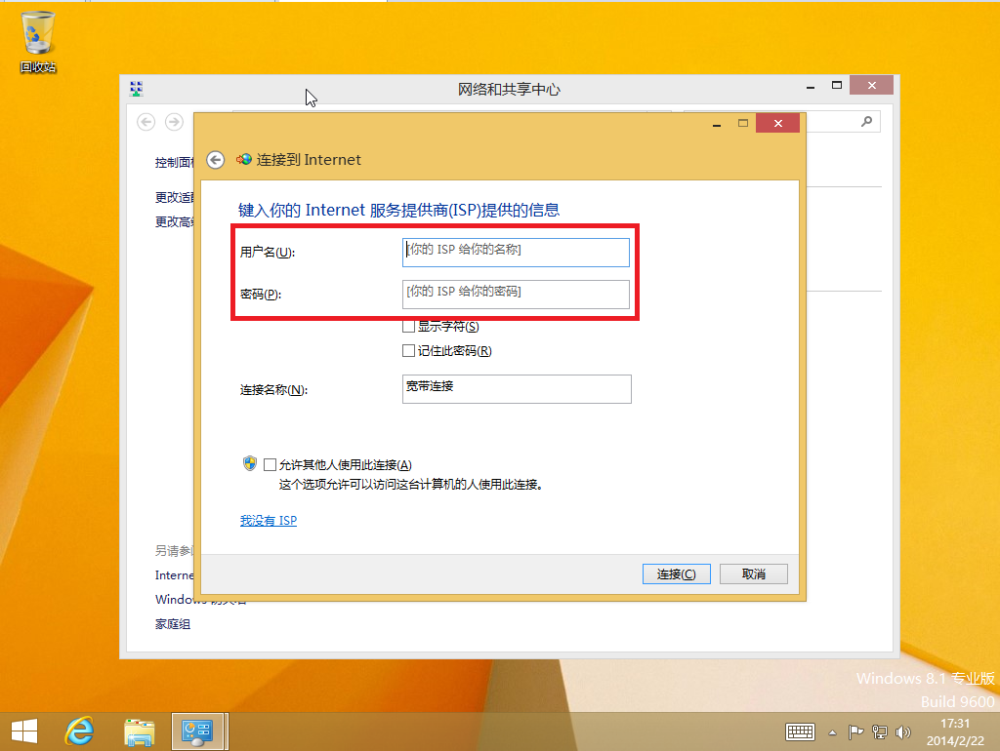 回收站
网络和共享中心
控制面
连接到 Internet
更改适
更改高
键入你的 Internet 服务提供商(ISP)提供的信息
用户名(U):
[你的 ISP 给你的名称]
密码(P):
[你的 ISP 给你的密码]
显示字符(S)
记住此密码(R)
连接名称(N):
宽带连接
允许其他人使用此连接(A)
这个选项允许可以访问这台计算机的人使用此连接。
我没有 ISP
另请参
Interne
连接(C)
取消
Windows
家庭组
Windows 8.1 专业版
Build 9600
17:31
2014/2/22